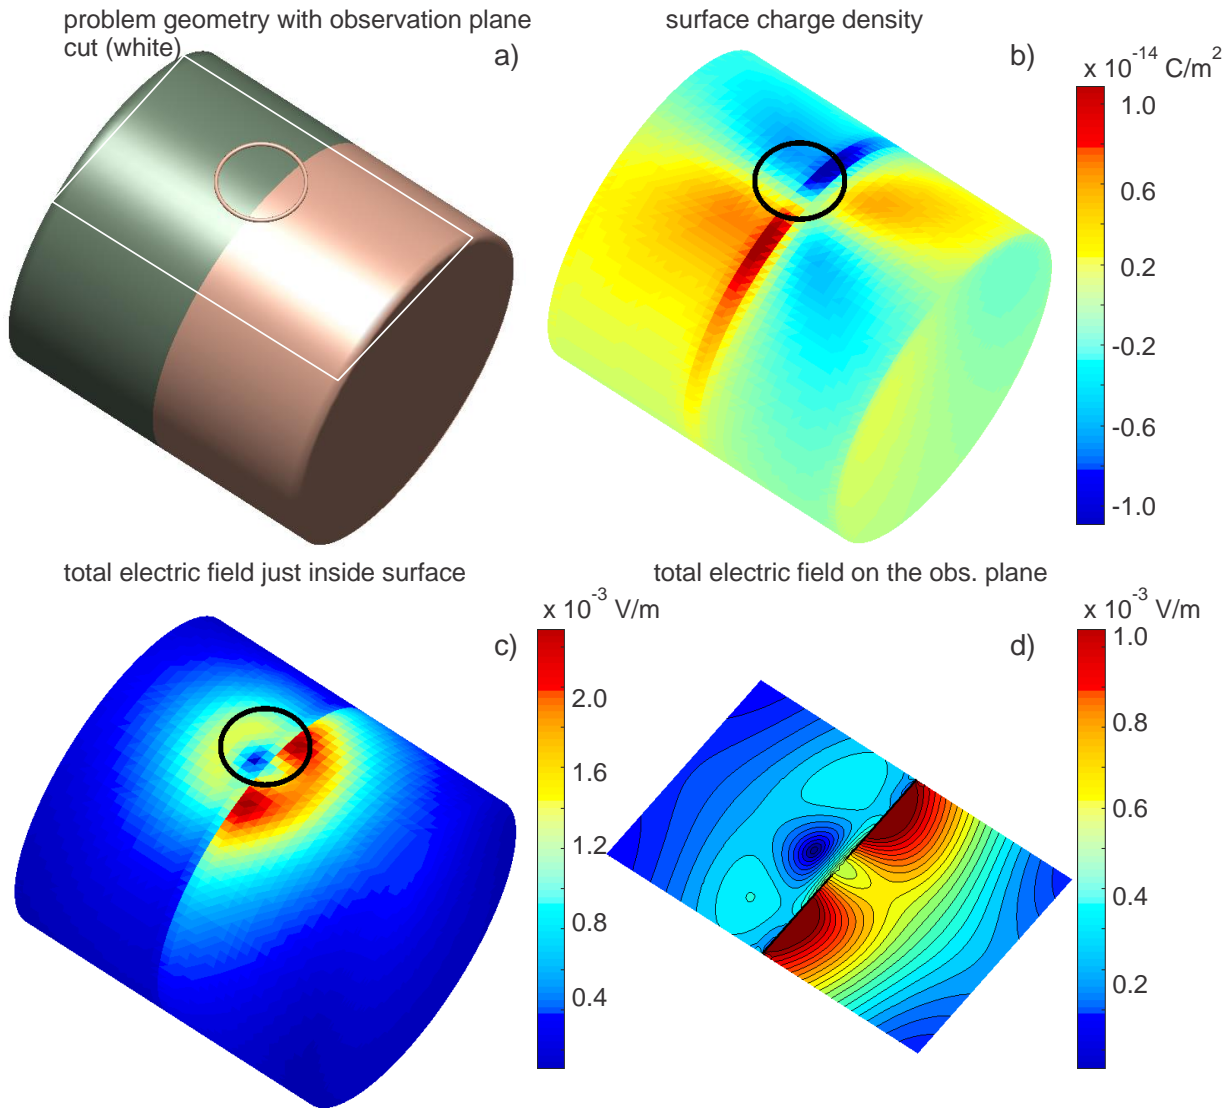 problem geometry with observation plane
cut (white)
a)
surface charge density
b)
x 10⁻¹⁴ C/m²
1.0
0.6
0.2
-0.2
-0.6
-1.0
total electric field just inside surface
c)
x 10⁻³ V/m
2.0
1.6
1.2
0.8
0.4
total electric field on the obs. plane
d)
x 10⁻³ V/m
1.0
0.8
0.6
0.4
0.2